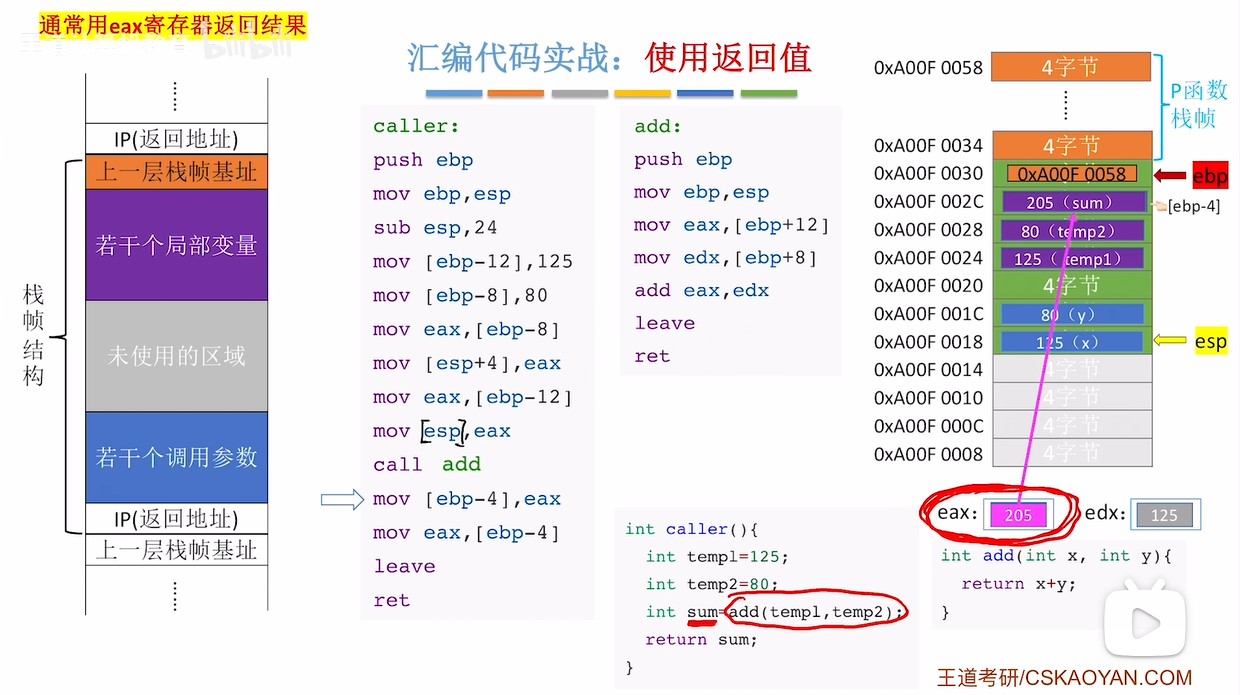 通常用eax寄存器返回结果
汇编代码实战：使用返回值
IP(返回地址)
上一层栈帧基址
若干个局部变量
未使用的区域
若干个调用参数
IP(返回地址)
上一层栈帧基址
栈帧结构
caller:
push ebp
mov ebp,esp
sub esp,24
mov [ebp-12],125
mov [ebp-8],80
mov eax,[ebp-8]
mov [esp+4],eax
mov eax,[ebp-12]
mov [esp],eax
call add
mov [ebp-4],eax
mov eax,[ebp-4]
leave
ret
add:
push ebp
mov ebp,esp
mov eax,[ebp+12]
mov edx,[ebp+8]
add eax,edx
leave
ret
0xA00F 0058 4字节
P函数
栈帧
0xA00F 0034 4字节
0xA00F 0030 0xA00F 0058 ebp
0xA00F 002C 205（sum） [ebp-4]
0xA00F 0028 80（temp2）
0xA00F 0024 125（temp1）
0xA00F 0020 4字节
0xA00F 001C 80（y）
0xA00F 0018 125（x） esp
0xA00F 0014 4字节
0xA00F 0010 4字节
0xA00F 000C 4字节
0xA00F 0008 4字节
eax: 205 edx: 125
int caller(){
int temp1=125;
int temp2=80;
int sum=add(temp1,temp2);
return sum;
}
int add(int x, int y){
return x+y;
}
王道考研/CSKAOYAN.COM